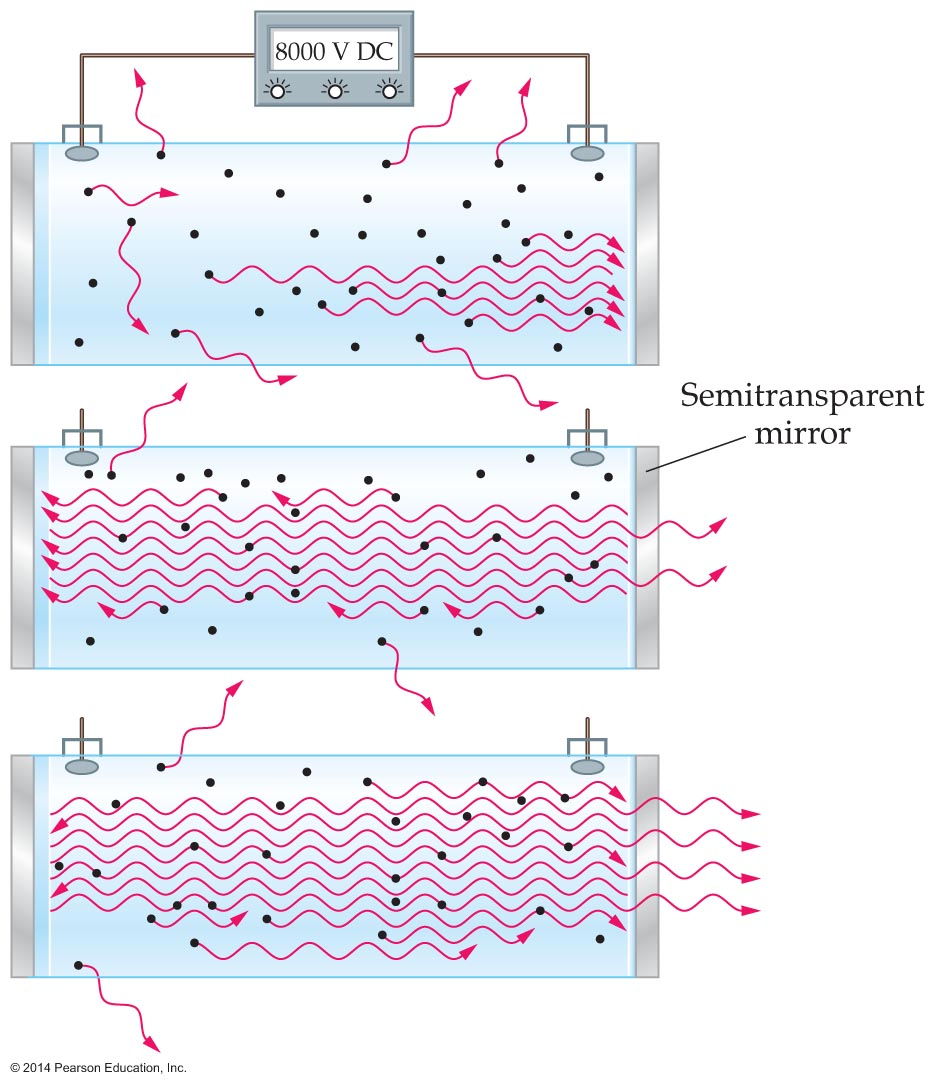 8000 V DC
Semitransparent
mirror
© 2014 Pearson Education, Inc.